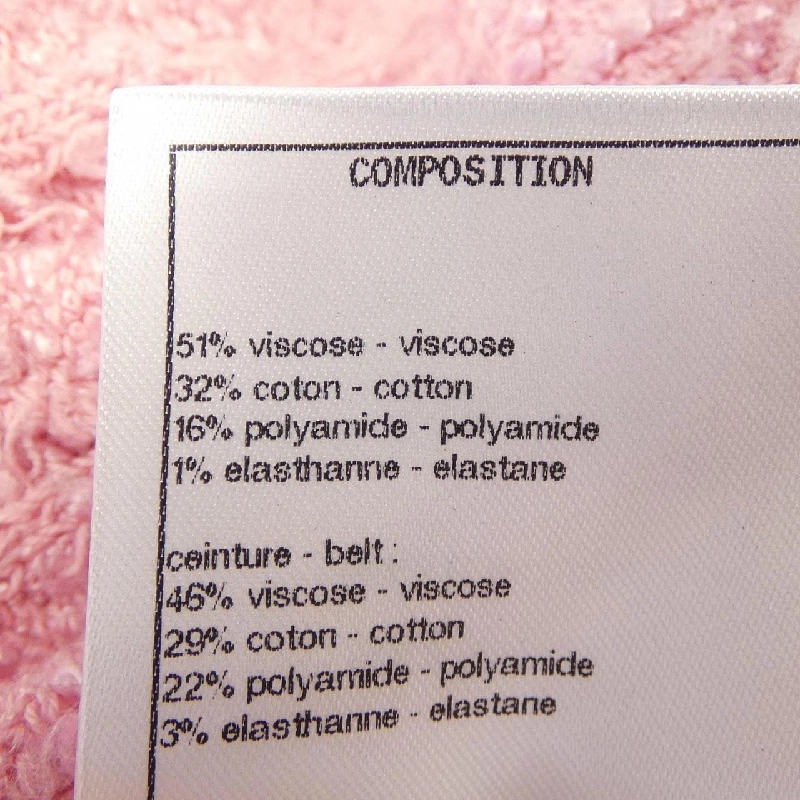 COMPOSITION
51% viscose - viscose
32% coton - cotton
16% polyamide - polyamide
1% elasthanne - elastane
ceinture - belt :
46% viscose - viscose
29% coton - cotton
22% polyamide - polyamide
3% elasthanne - elastane